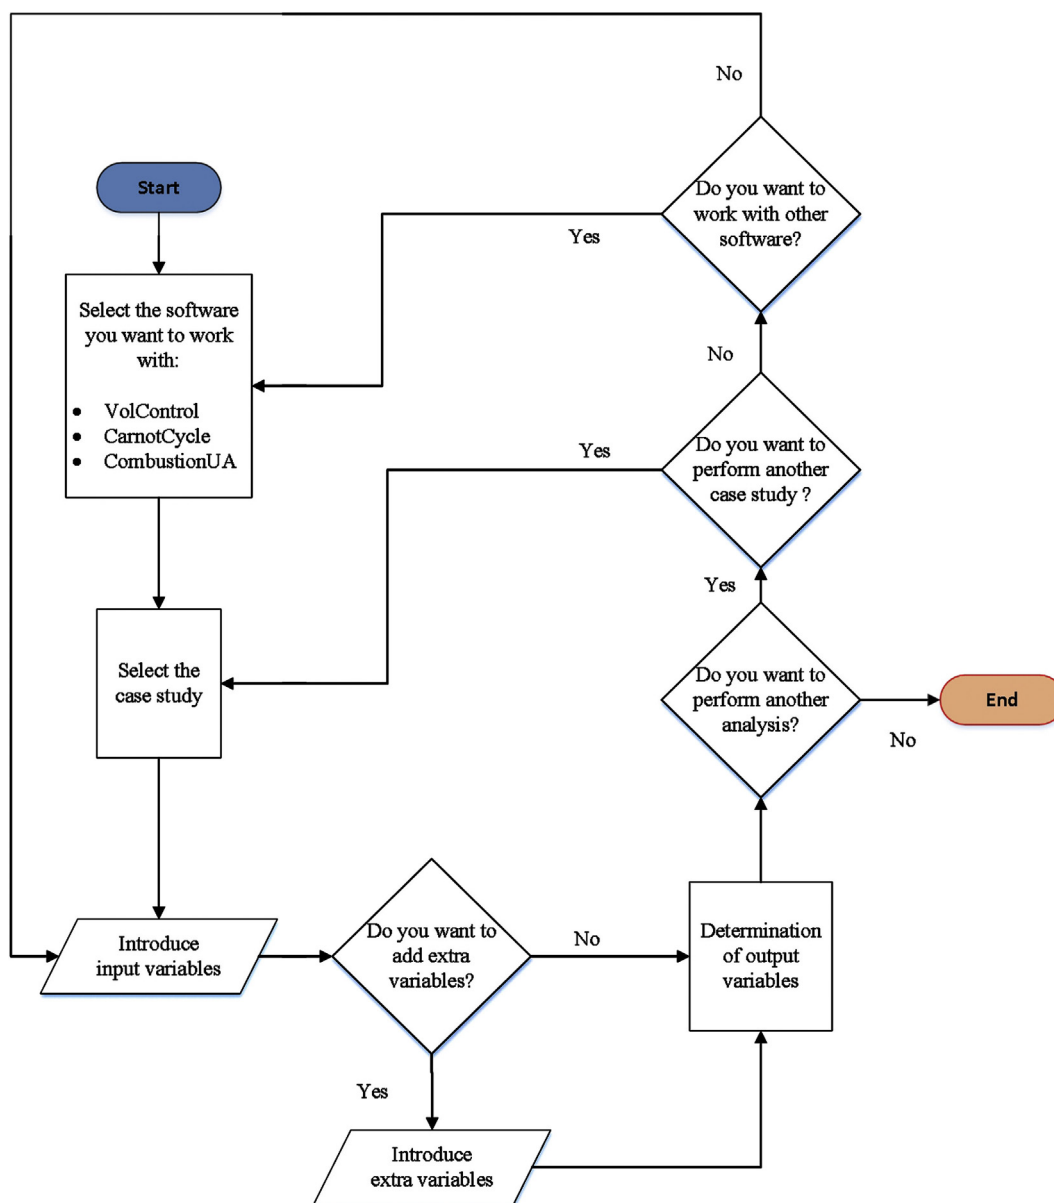 No
Start
Do you want to
work with other
software?
Yes
Select the software
you want to work
with:
• VolControl
• CarnotCycle
• CombustionUA
No
Do you want to
perform another
case study ?
Yes
Yes
Select the
case study
Do you want to
perform another
analysis?
End
No
Introduce
input variables
Do you want to
add extra
variables?
No
Determination
of output
variables
Yes
Introduce
extra variables